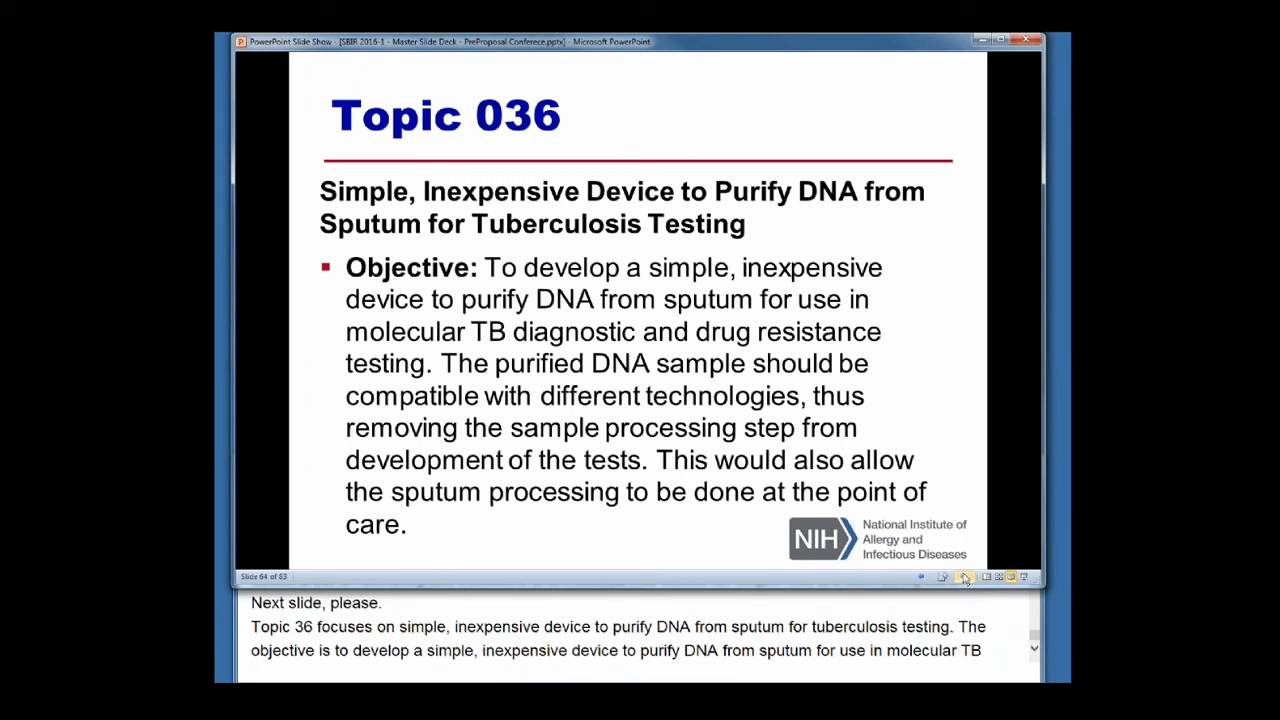 PowerPoint Slide Show - [SBIR 2016-1 - Master Slide Deck - PreProposal Conferece.pptx] - Microsoft PowerPoint
Topic 036
Simple, Inexpensive Device to Purify DNA from
Sputum for Tuberculosis Testing
Objective: To develop a simple, inexpensive
device to purify DNA from sputum for use in
molecular TB diagnostic and drug resistance
testing. The purified DNA sample should be
compatible with different technologies, thus
removing the sample processing step from
development of the tests. This would also allow
the sputum processing to be done at the point of
care.
NIH
National Institute of
Allergy and
Infectious Diseases
Slide 64 of 83
Next slide, please.
Topic 36 focuses on simple, inexpensive device to purify DNA from sputum for tuberculosis testing. The
objective is to develop a simple, inexpensive device to purify DNA from sputum for use in molecular TB